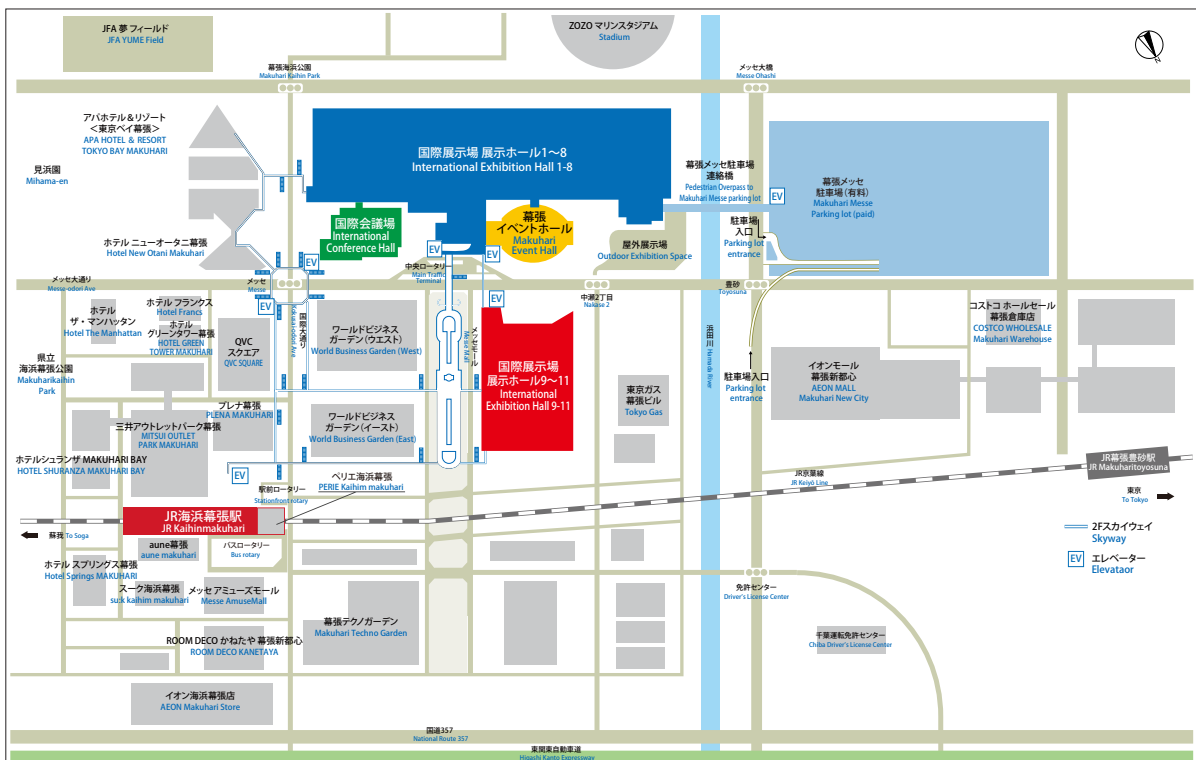 JFA 夢 フィールド
JFA YUME Field
ZOZO マリンスタジアム
Stadium
幕張海浜公園
Makuhari Kaihin Park
メッセ大橋
Messe Ohashi
アパホテル&リゾート
＜東京ベイ幕張＞
APA HOTEL & RESORT
TOKYO BAY MAKUHARI
見浜園
Mihama-en
国際展示場 展示ホール1～8
International Exhibition Hall 1-8
幕張メッセ駐車場
連絡橋
Pedestrian Overpass to
Makuhari Messe parking lot
EV
幕張メッセ
駐車場（有料）
Makuhari Messe
Parking lot (paid)
国際会議場
International
Conference Hall
幕張
イベントホール
Makuhari
Event Hall
駐車場
入口
Parking lot
entrance
ホテル ニューオータニ幕張
Hotel New Otani Makuhari
屋外展示場
Outdoor Exhibition Space
EV
EV
EV
中央ロータリー
Main Traffic
Terminal
メッセ大通り
Messe-odori Ave
メッセ
Messe
中瀬2丁目
Nakase 2
豊砂
Toyosuna
EV
EV
ホテル
ザ・マンハッタン
Hotel The Manhattan
ホテル フランクス
Hotel Francs
ホテル
グリーンタワー幕張
HOTEL GREEN
TOWER MAKUHARI
QVC
スクエア
QVC SQUARE
国際大通り
Kokusai-odori Ave
ワールドビジネス
ガーデン（ウエスト）
World Business Garden (West)
メッセモール
Messe Mall
国際展示場
展示ホール9～11
International
Exhibition Hall 9-11
浜田川 Hamada River
コストコ ホールセール
幕張倉庫店
COSTCO WHOLESALE
Makuhari Warehouse
県立
海浜幕張公園
Makuharikaihin
Park
東京ガス
幕張ビル
Tokyo Gas
駐車場入口
Parking lot
entrance
イオンモール
幕張新都心
AEON MALL
Makuhari New City
プレナ幕張
PLENA MAKUHARI
三井アウトレットパーク幕張
MITSUI OUTLET
PARK MAKUHARI
ワールドビジネス
ガーデン（イースト）
World Business Garden (East)
ホテルシュランザ MAKUHARI BAY
HOTEL SHURANZA MAKUHARI BAY
EV
駅前ロータリー
Stationfront rotary
ペリエ海浜幕張
PERIE Kaihim makuhari
JR京葉線
JR Keiyō Line
JR幕張豊砂駅
JR Makuharitoyosuna
東京
To Tokyo
JR海浜幕張駅
JR Kaihinmakuhari
蘇我 To Soga
aune幕張
aune makuhari
バスロータリー
Bus rotary
2Fスカイウェイ
Skyway
EV
エレベーター
Elevataor
ホテル スプリングス幕張
Hotel Springs MAKUHARI
スーク海浜幕張
su:k kaihim makuhari
メッセアミューズモール
Messe AmuseMall
免許センター
Driver's License Center
幕張テクノガーデン
Makuhari Techno Garden
ROOM DECO かねたや 幕張新都心
ROOM DECO KANETAYA
千葉運転免許センター
Chiba Driver's License Center
イオン海浜幕張店
AEON Makuhari Store
国道357
National Route 357
東関東自動車道
Higashi Kanto Expressway
N